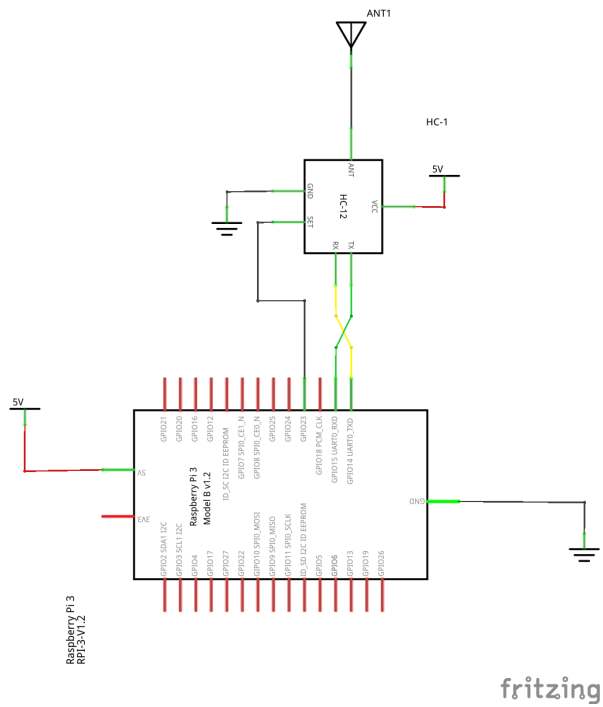 ANT1
HC-1
ANT
5V
GND
HC-12
VCC
SET
RX
TX
5V
GPIO21
GPIO20
GPIO16
GPIO12
ID_SC I2C ID EEPROM
GPIO7 SPI0_CE1_N
GPIO8 SPI0_CE0_N
GPIO25
GPIO24
GPIO23
GPIO18 PCM_CLK
GPIO15 UART0_RXD
GPIO14 UART0_TXD
5V
Raspberry Pi 3
Model B v1.2
GND
3V3
GPIO2 SDA1 I2C
GPIO3 SCL1 I2C
GPIO4
GPIO17
GPIO27
GPIO22
GIPO10 SPI0_MOSI
GPIO9 SPI0_MISO
GPIO11 SPI0_SCLK
ID_SD I2C ID EEPROM
GPIO5
GPIO6
GPIO13
GPIO19
GPIO26
Raspberry Pi 3
RPI-3-V1.2
fritzing